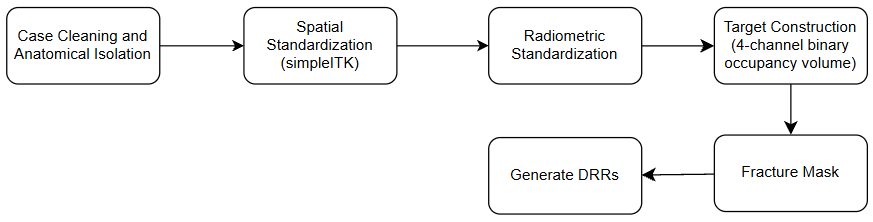 Case Cleaning and
Anatomical Isolation
Spatial
Standardization
(simpleITK)
Radiometric
Standardization
Target Construction
(4-channel binary
occupancy volume)
Fracture Mask
Generate DRRs